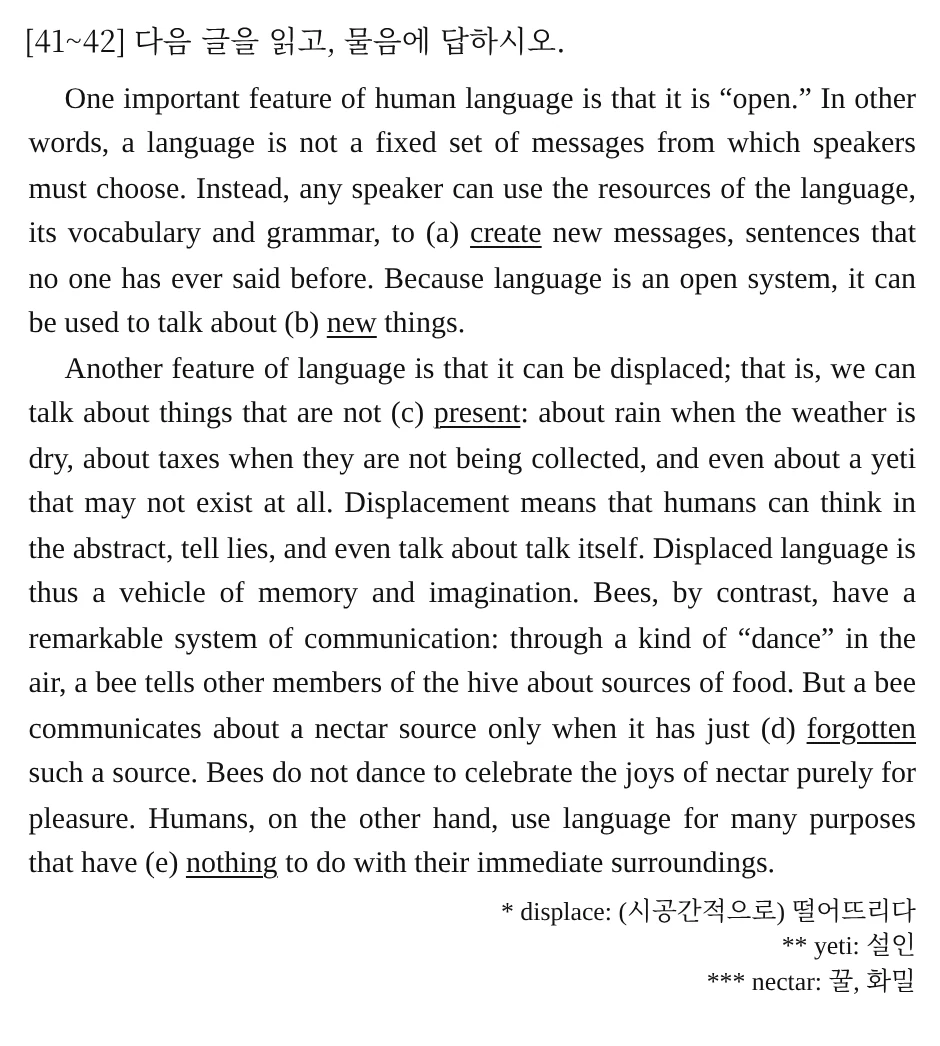 [41~42] 다음 글을 읽고, 물음에 답하시오.
One important feature of human language is that it is “open.” In other
words, a language is not a fixed set of messages from which speakers
must choose. Instead, any speaker can use the resources of the language,
its vocabulary and grammar, to (a) create new messages, sentences that
no one has ever said before. Because language is an open system, it can
be used to talk about (b) new things.
Another feature of language is that it can be displaced; that is, we can
talk about things that are not (c) present: about rain when the weather is
dry, about taxes when they are not being collected, and even about a yeti
that may not exist at all. Displacement means that humans can think in
the abstract, tell lies, and even talk about talk itself. Displaced language is
thus a vehicle of memory and imagination. Bees, by contrast, have a
remarkable system of communication: through a kind of “dance” in the
air, a bee tells other members of the hive about sources of food. But a bee
communicates about a nectar source only when it has just (d) forgotten
such a source. Bees do not dance to celebrate the joys of nectar purely for
pleasure. Humans, on the other hand, use language for many purposes
that have (e) nothing to do with their immediate surroundings.
* displace: (시공간적으로) 떨어뜨리다
** yeti: 설인
*** nectar: 꿀, 화밀